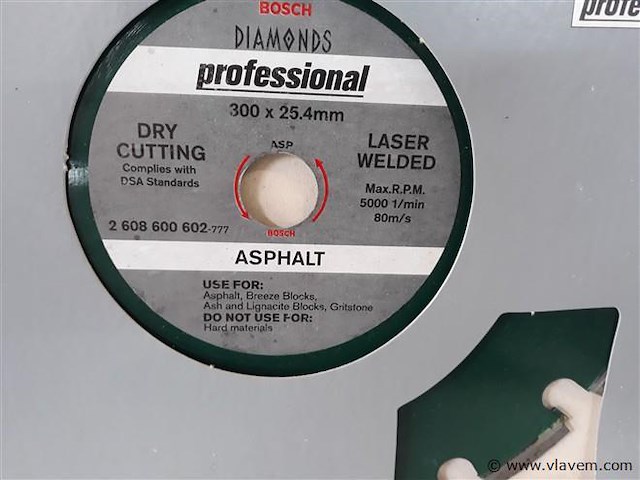 BOSCH
DIAMONDS
professional
300 x 25.4mm
DRY
CUTTING
Complies with
DSA Standards
ASP
LASER
WELDED
Max.R.P.M.
5000 1/min
80m/s
2 608 600 602-777
BOSCH
ASPHALT
USE FOR:
Asphalt, Breeze Blocks,
Ash and Lignacite Blocks, Gritstone
DO NOT USE FOR:
Hard materials
© www.vlavem.com